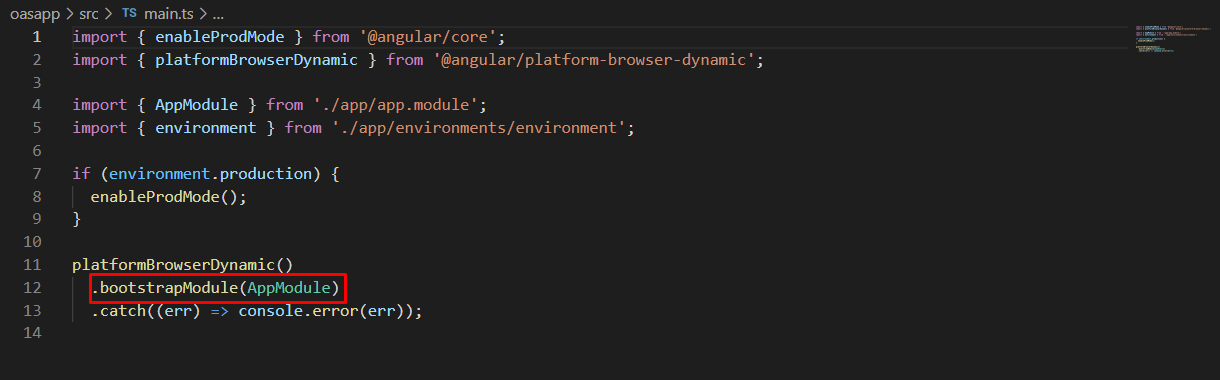 oasapp > src > TS main.ts > ...
1 import { enableProdMode } from '@angular/core';
2 import { platformBrowserDynamic } from '@angular/platform-browser-dynamic';
3
4 import { AppModule } from './app/app.module';
5 import { environment } from './app/environments/environment';
6
7 if (environment.production) {
8 enableProdMode();
9 }
10
11 platformBrowserDynamic()
12 .bootstrapModule(AppModule)
13 .catch((err) => console.error(err));
14